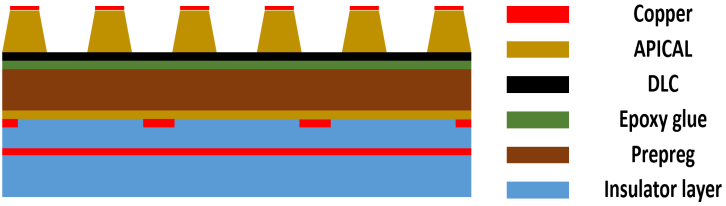 Copper
APICAL
DLC
Epoxy glue
Prepreg
Insulator layer